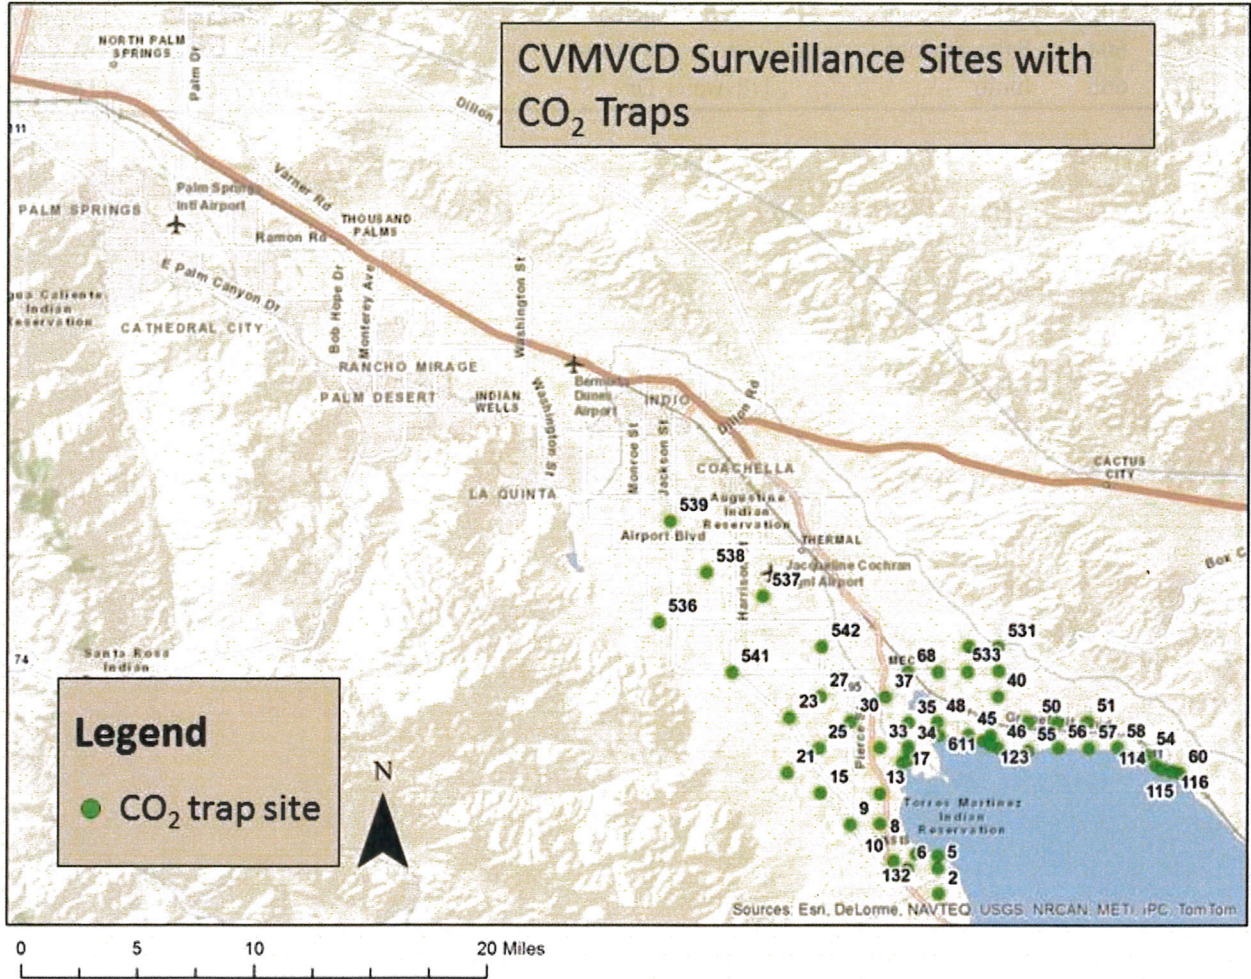 CVMVCD Surveillance Sites with
CO₂ Traps
NORTH PALM
SPRINGS
Palm Dr
Dillon
111
Varner Rd
Palm Springs
Intl Airport
PALM SPRINGS
THOUSAND
PALMS
Ramon Rd
E Palm Canyon Dr
Indian
CATHEDRAL CITY
Bob Hope Dr
Monterey Ave
Washington St
RANCHO MIRAGE
PALM DESERT
INDIAN
WELLS
Bermuda
Dunes
Airport
INDIO
Dillon Rd
Washington St
Monroe St
Jackson St
COACHELLA
CACTUS
CITY
LA QUINTA
Augustine
Indian
Reservation
539
Airport Blvd
THERMAL
538
Jacqueline Cochran
Airport
537
Harrison
Box
536
542
531
74
Santa Rosa
Indian
541
MEC
68
533
27
95
37
40
23
30
35
48
50
51
25
Pierce
33
34
45
46
55
56
57
58
54
21
17
611
123
114
60
15
13
115
116
9
8
Torres Martinez
Indian
Reservation
10
6
5
132
2
Legend
CO₂ trap site
N
Sources: Esri, DeLorme, NAVTEQ, USGS, NRCAN, METI, iPC, TomTom
0 5 10 20 Miles